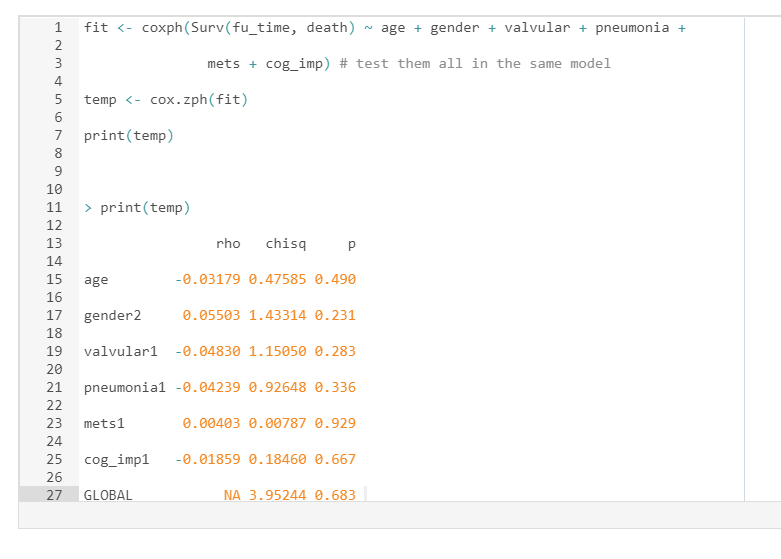 1 fit <- coxph(Surv(fu_time, death) ~ age + gender + valvular + pneumonia +
2
3 mets + cog_imp) # test them all in the same model
4
5 temp <- cox.zph(fit)
6
7 print(temp)
8
9
10
11 > print(temp)
12
13 rho chisq p
14
15 age -0.03179 0.47585 0.490
16
17 gender2 0.05503 1.43314 0.231
18
19 valvular1 -0.04830 1.15050 0.283
20
21 pneumonia1 -0.04239 0.92648 0.336
22
23 mets1 0.00403 0.00787 0.929
24
25 cog_imp1 -0.01859 0.18460 0.667
26
27 GLOBAL NA 3.95244 0.683